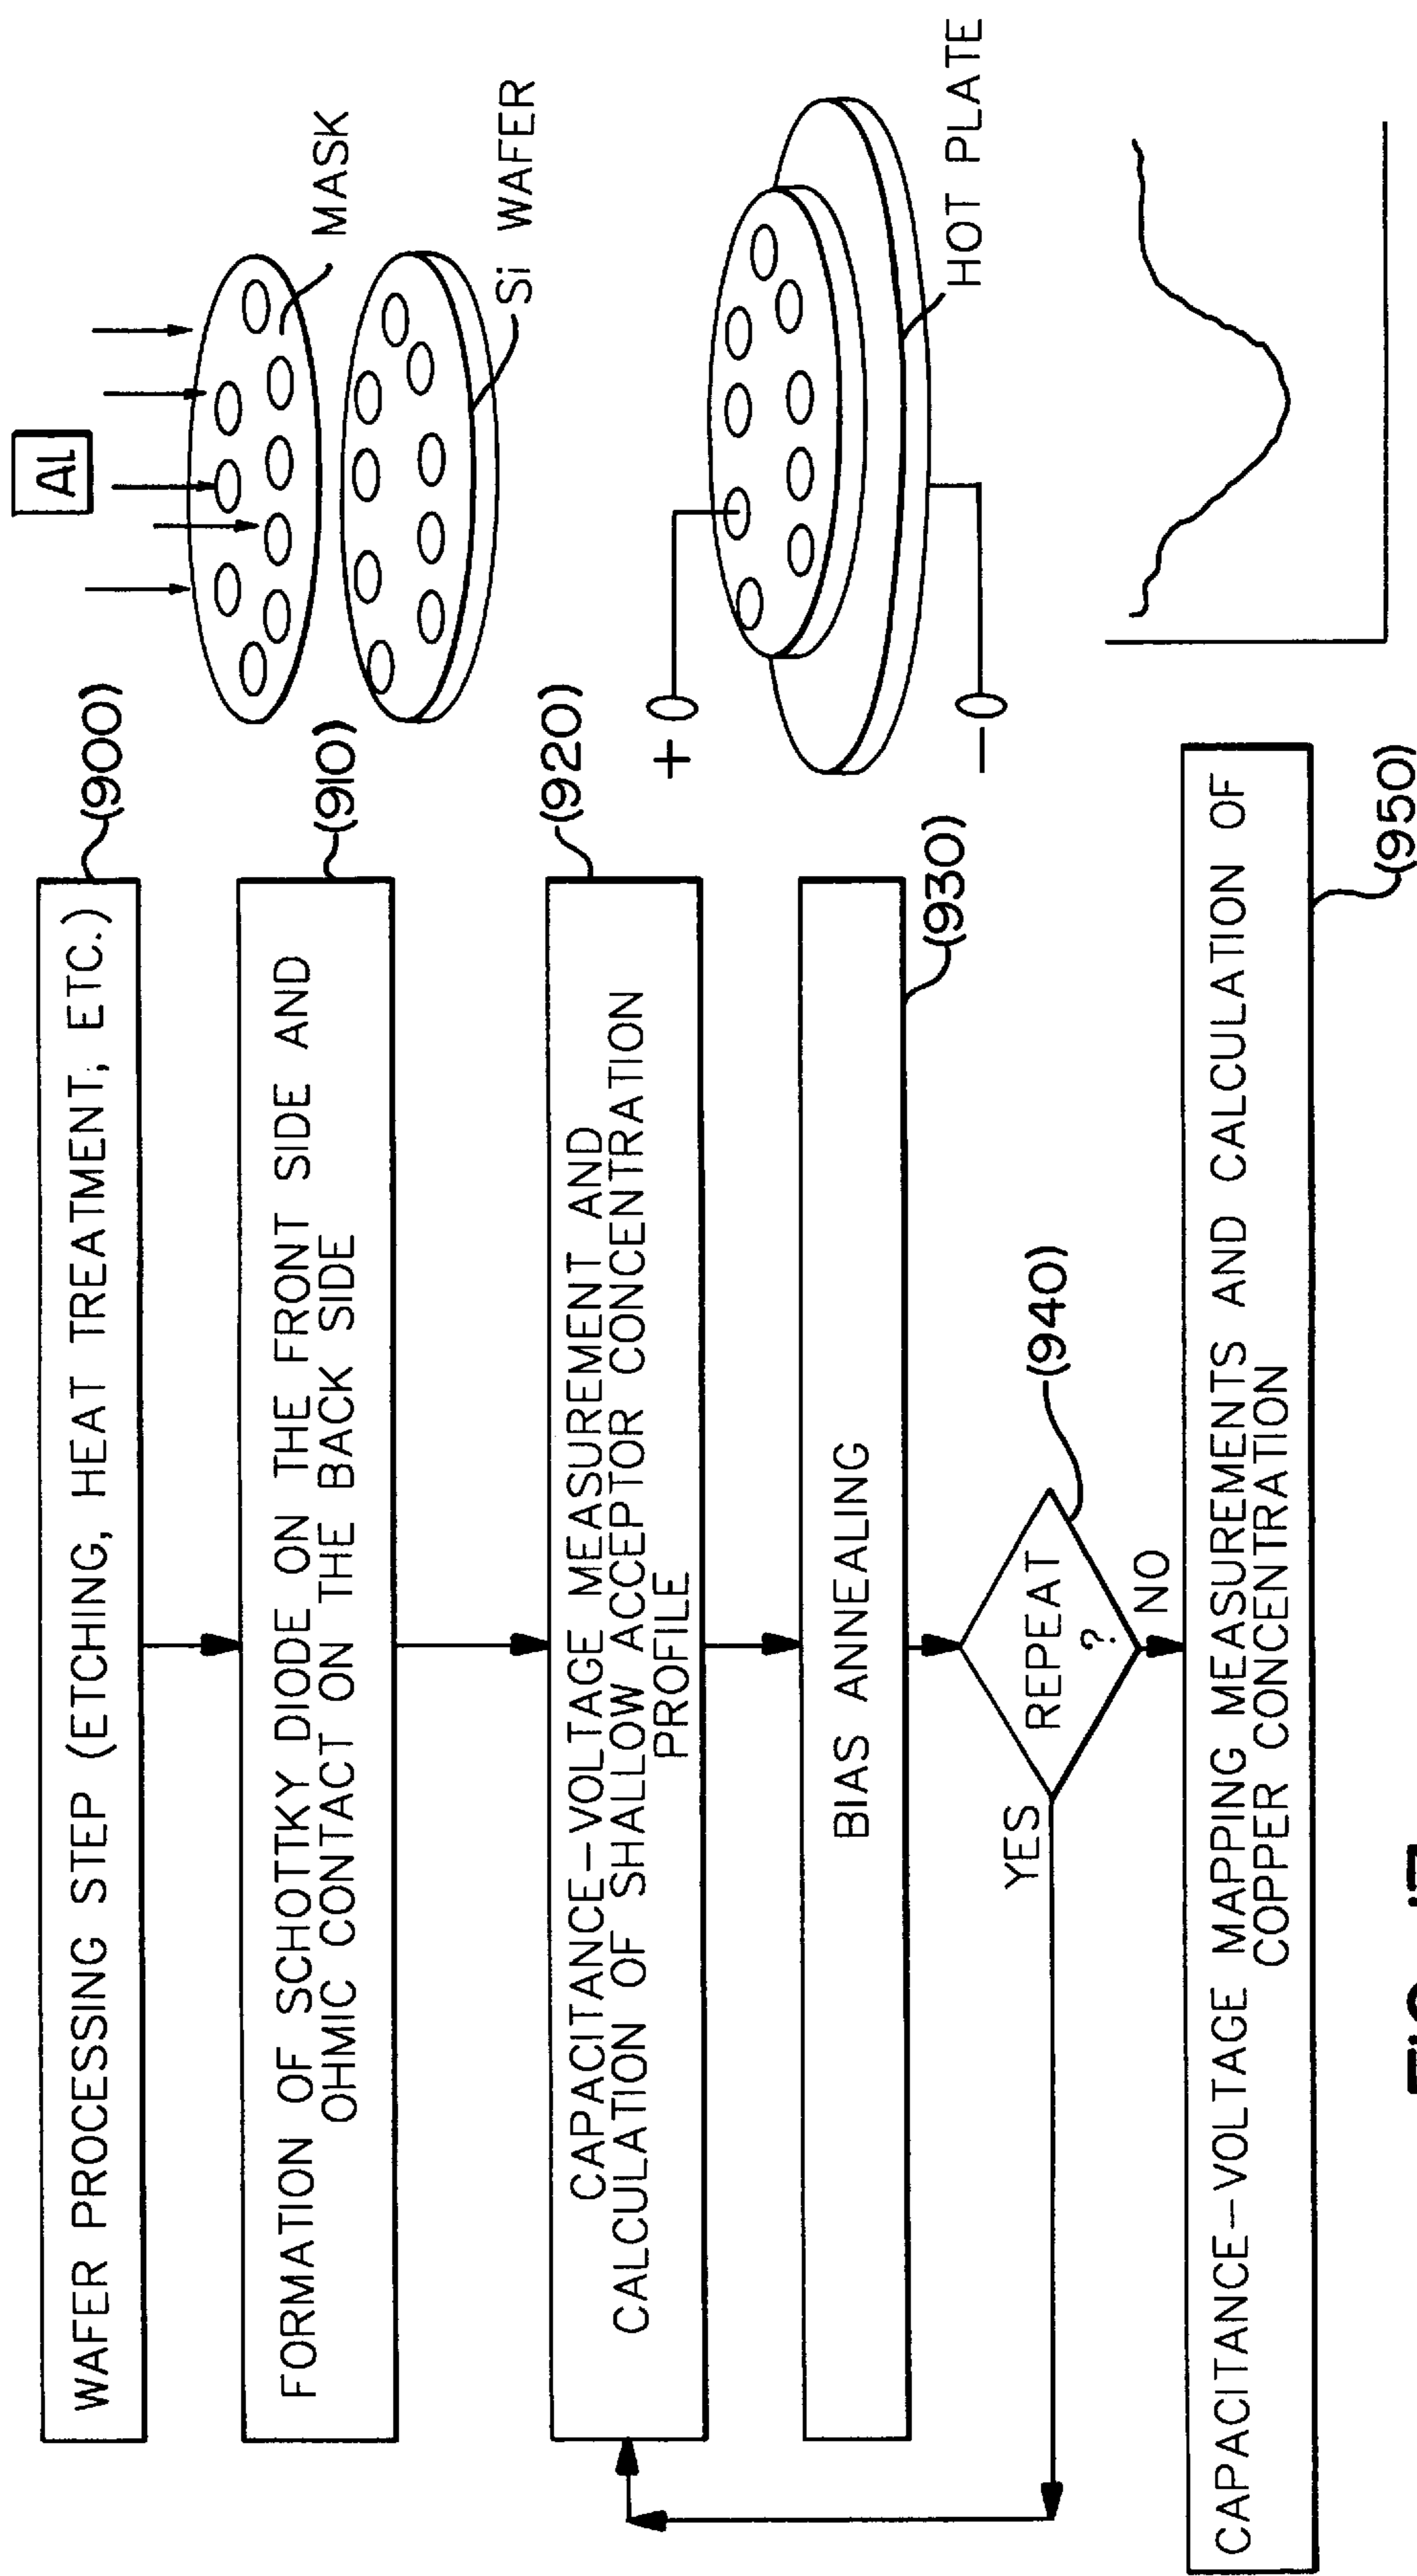 WAFER PROCESSING STEP (ETCHING, HEAT TREATMENT, ETC.)
(900)
FORMATION OF SCHOTTKY DIODE ON THE FRONT SIDE AND
OHMIC CONTACT ON THE BACK SIDE
(910)
CAPACITANCE-VOLTAGE MEASUREMENT AND
CALCULATION OF SHALLOW ACCEPTOR CONCENTRATION
PROFILE
(920)
BIAS ANNEALING
(930)
REPEAT
?
(940)
YES
NO
CAPACITANCE-VOLTAGE MAPPING MEASUREMENTS AND CALCULATION OF
COPPER CONCENTRATION
(950)
Al
MASK
Si WAFER
+
-
HOT PLATE